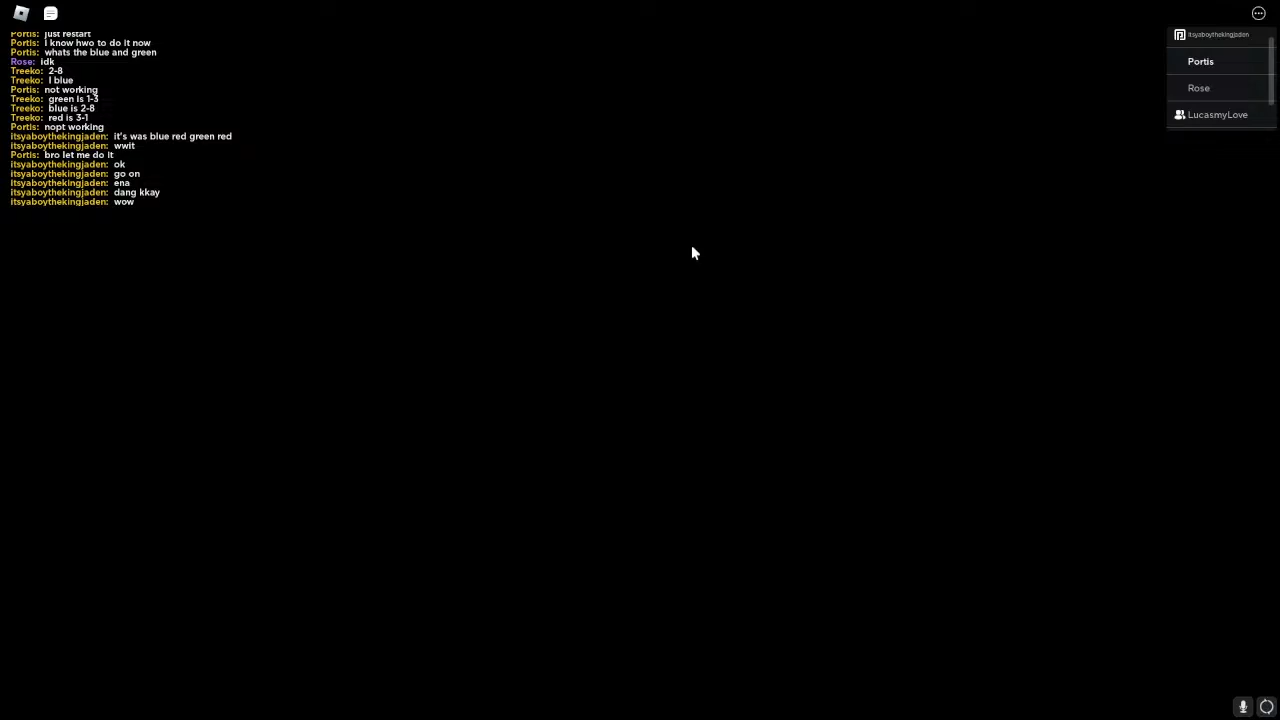 Portis: just restart
Portis: I know hwo to do it now
Portis: whats the blue and green
Rose: idk
Treeko: 2-8
Treeko: I blue
Portis: not working
Treeko: green is 1-3
Treeko: blue is 2-8
Treeko: red is 3-1
Portis: nopt working
itsyaboythekingjaden: it's was blue red green red
itsyaboythekingjaden: wwit
Portis: bro let me do it
itsyaboythekingjaden: ok
itsyaboythekingjaden: go on
itsyaboythekingjaden: ena
itsyaboythekingjaden: dang kkay
itsyaboythekingjaden: wow
itsyaboythekingjaden
Portis
Rose
LucasmyLove